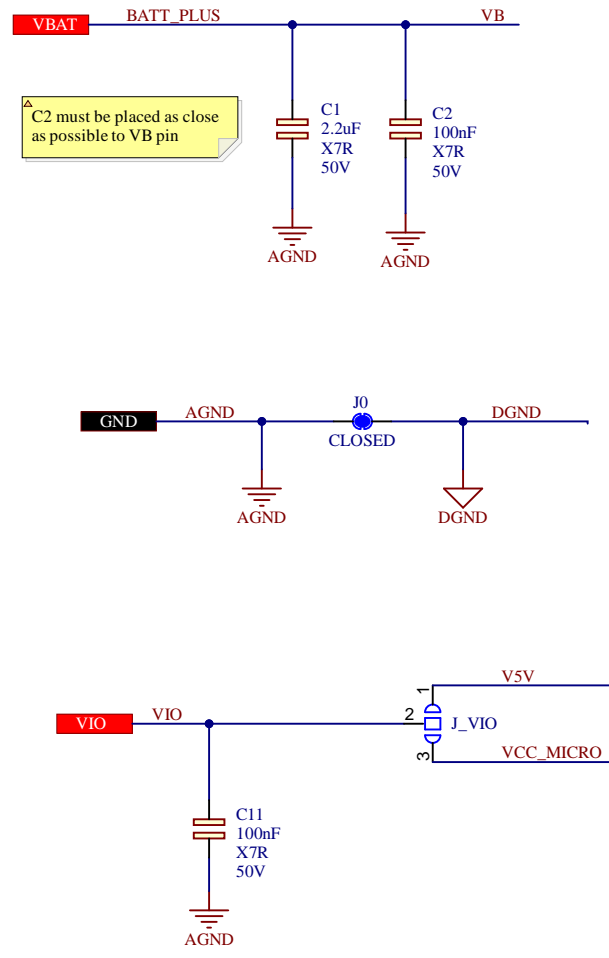 VBAT
BATT_PLUS
VB
C2 must be placed as close
as possible to VB pin
C1
2.2uF
X7R
50V
C2
100nF
X7R
50V
AGND
AGND
GND
AGND
J0
CLOSED
DGND
AGND
DGND
VIO
VIO
1
2
3
J_VIO
V5V
VCC_MICRO
C11
100nF
X7R
50V
AGND